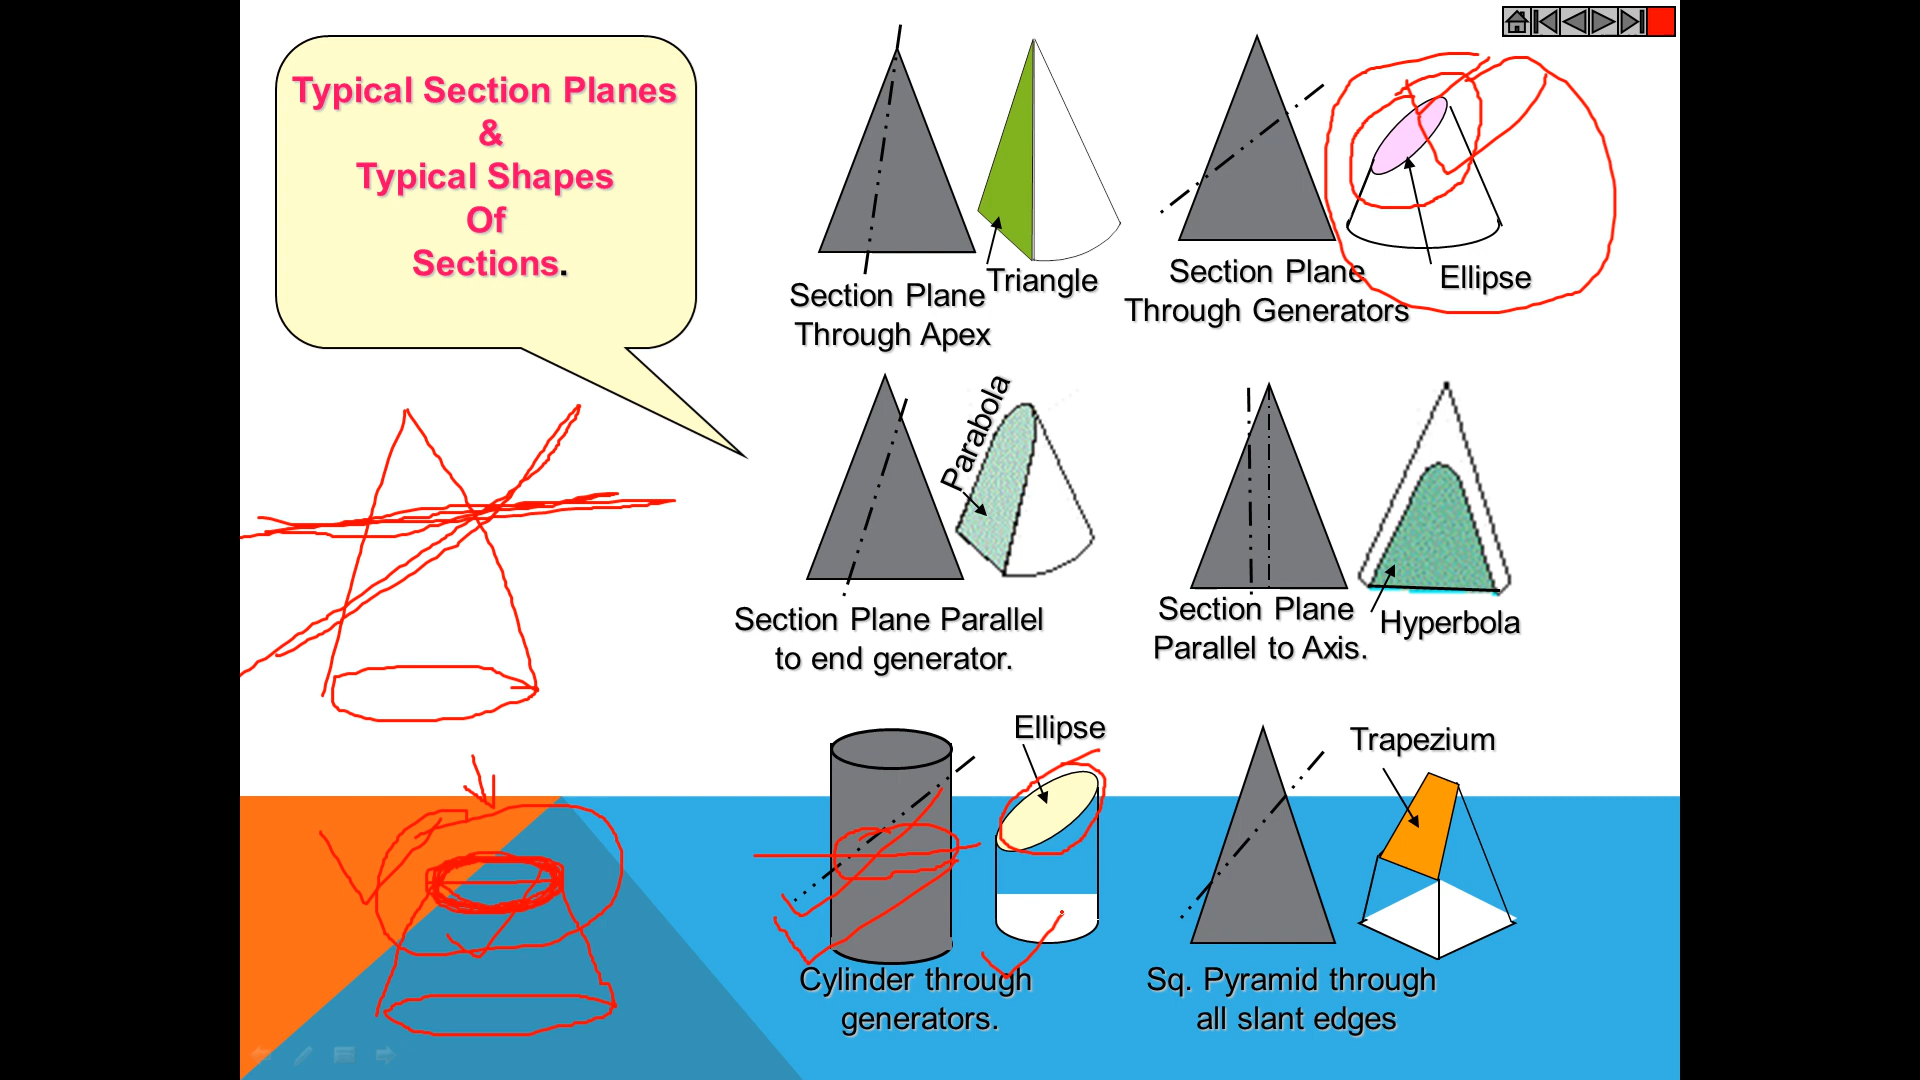 Typical Section Planes
&
Typical Shapes
Of
Sections.
Section Plane
Through Apex
Triangle
Section Plane
Through Generators
Ellipse
Parabola
Section Plane Parallel
to end generator.
Section Plane
Parallel to Axis.
Hyperbola
Ellipse
Cylinder through
generators.
Trapezium
Sq. Pyramid through
all slant edges